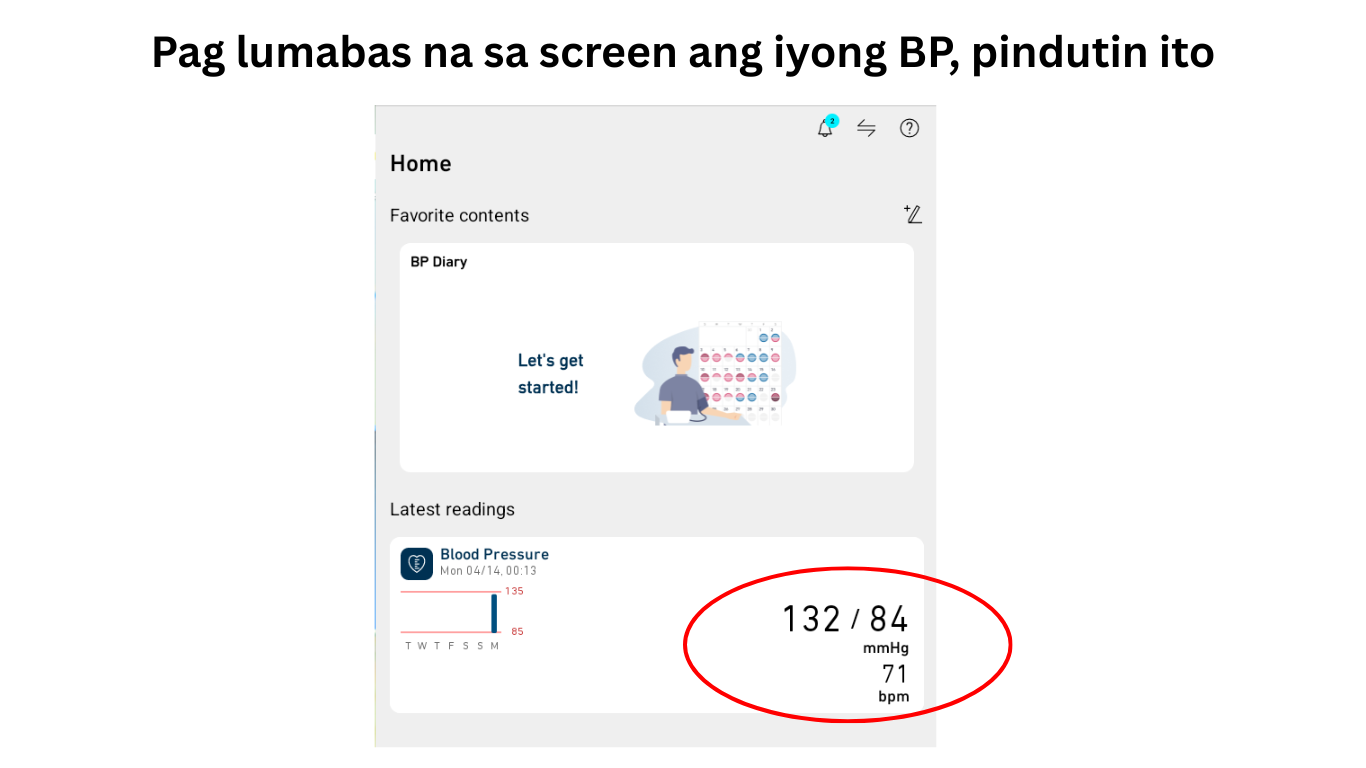 Pag lumabas na sa screen ang iyong BP, pindutin ito
2
Home
Favorite contents
BP Diary
Let's get
started!
Latest readings
Blood Pressure
Mon 04/14, 00:13
135
85
T W T F S S M
132 / 84
mmHg
71
bpm